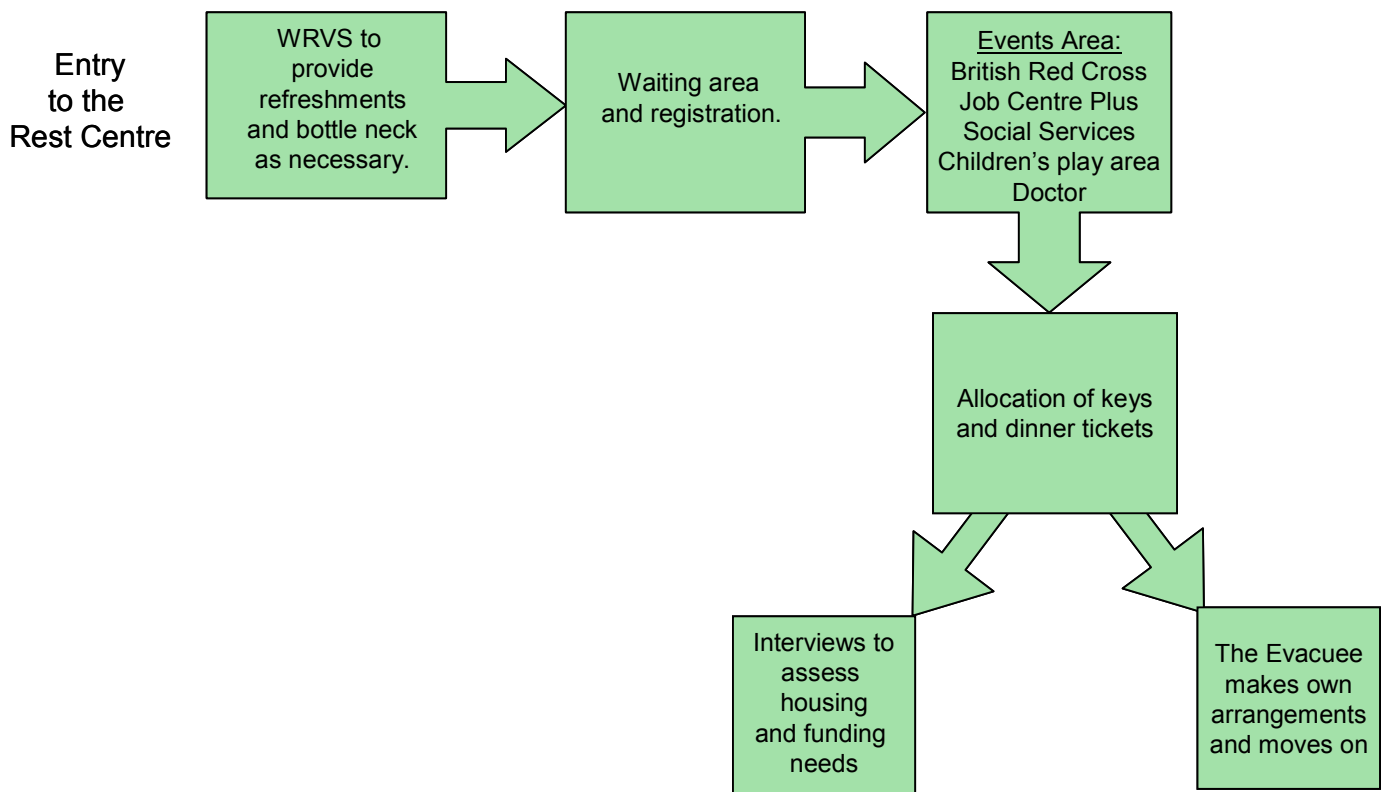 Entry
to the
Rest Centre
WRVS to
provide
refreshments
and bottle neck
as necessary.
Waiting area
and registration.
Events Area:
British Red Cross
Job Centre Plus
Social Services
Children’s play area
Doctor
Allocation of keys
and dinner tickets
Interviews to
assess
housing
and funding
needs
The Evacuee
makes own
arrangements
and moves on